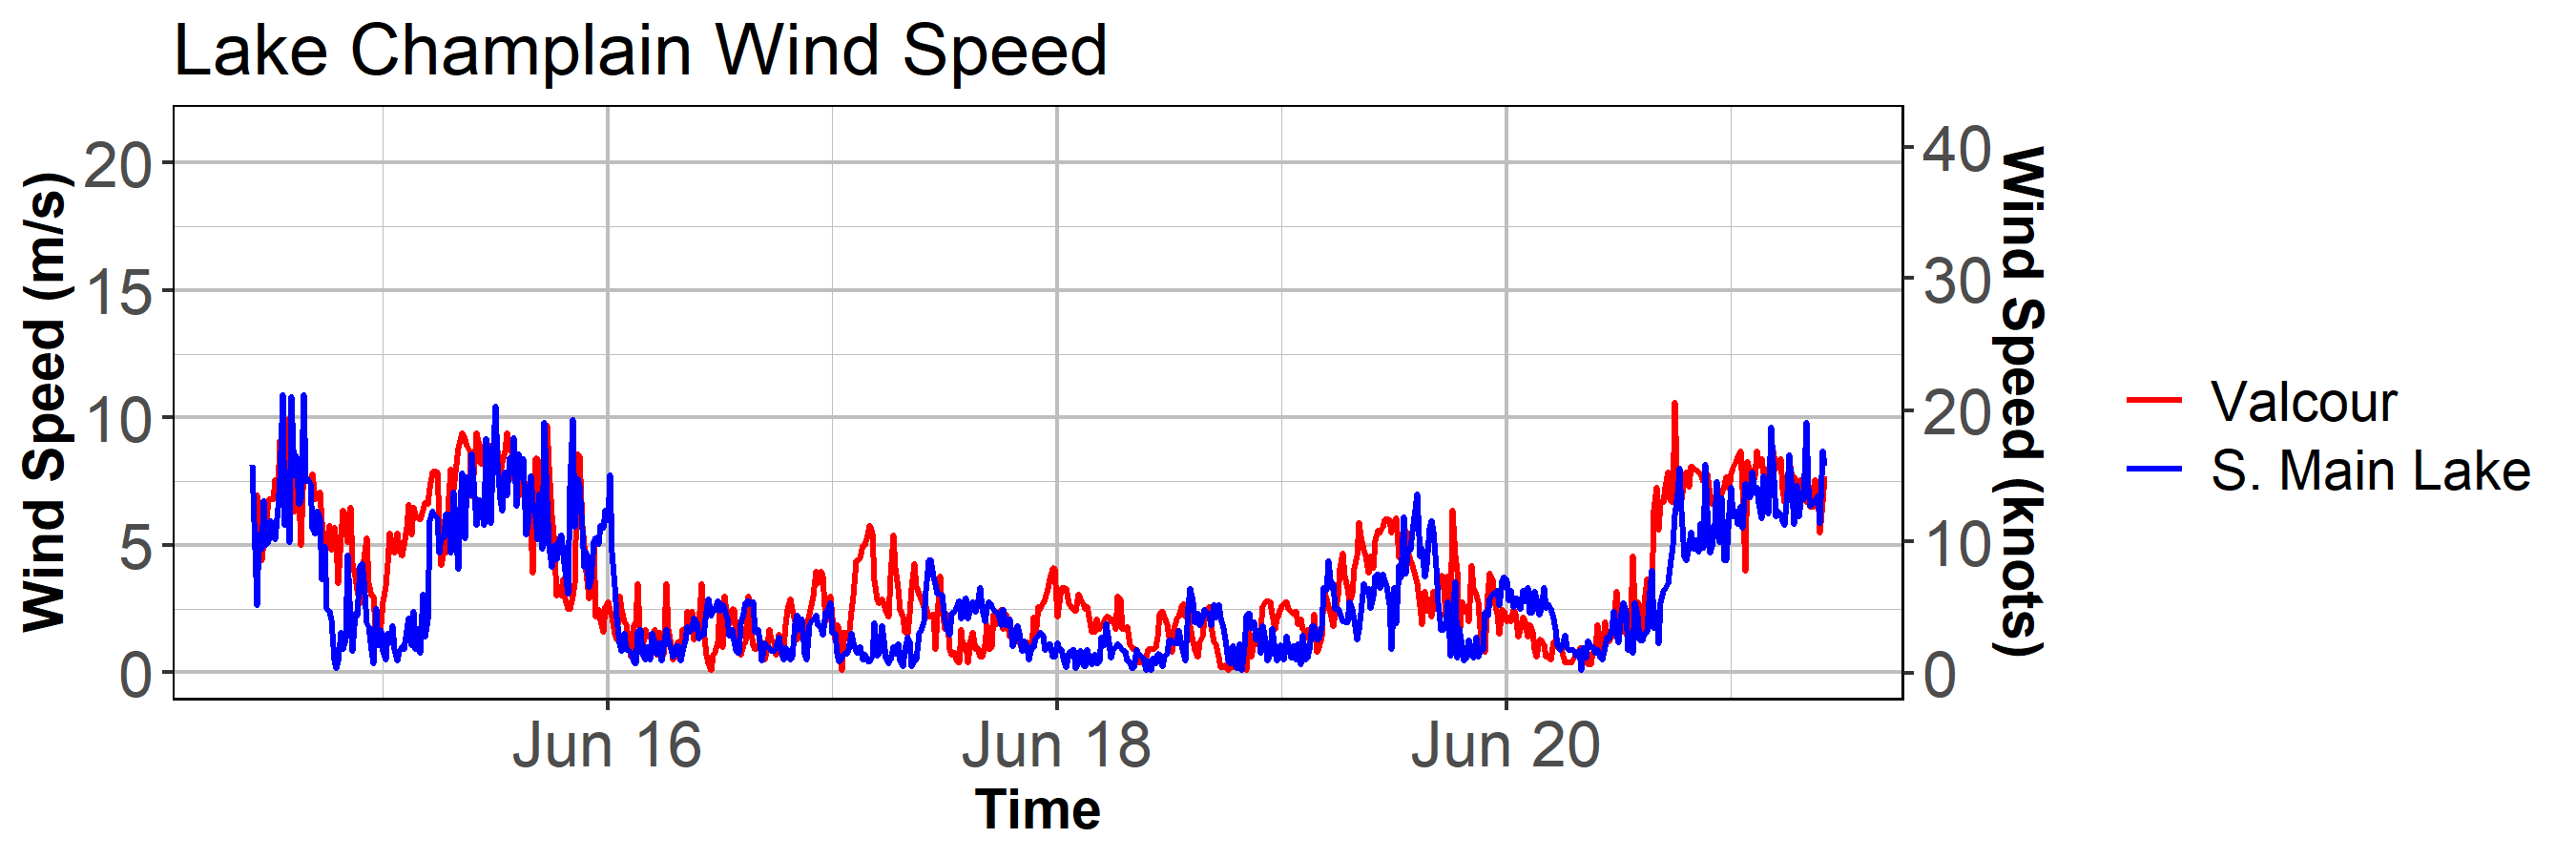 Lake Champlain Wind Speed
Wind Speed (m/s)
20
15
10
5
0
40
30
20
10
0
Wind Speed (knots)
Jun 16
Jun 18
Jun 20
Time
Valcour
S. Main Lake